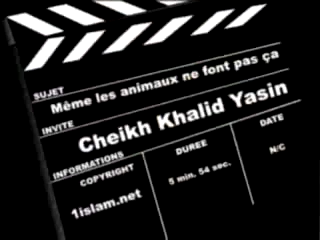 SUJET
Même les animaux ne font pas ça
INVITE
Cheikh Khalid Yasin
INFORMATIONS
COPYRIGHT
1islam.net
DUREE
5 min. 54 sec.
DATE
N/C